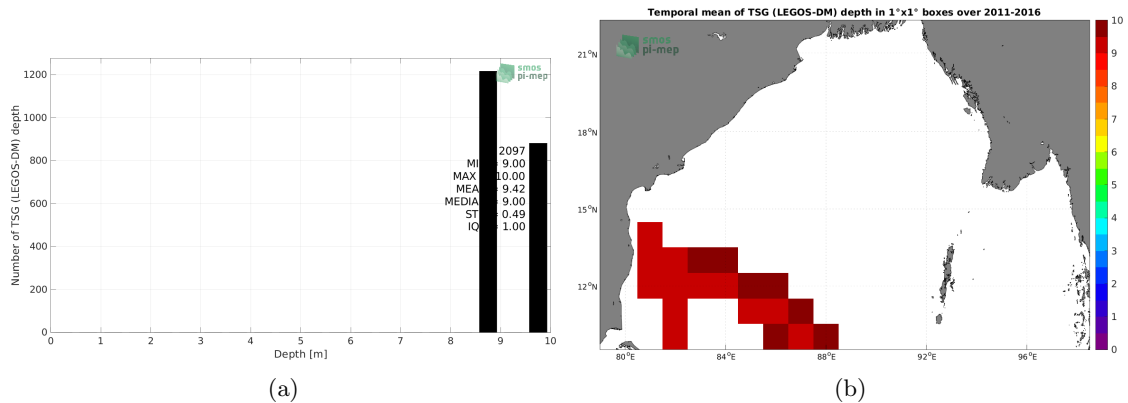 smos
pi-mep
1200
1000
800
600
400
200
0
Number of TSG (LEGOS-DM) depth
2097
MI = 9.00
MAX 10.00
MEA = 9.42
MEDIA = 9.00
ST = 0.49
IQ = 1.00
0 1 2 3 4 5 6 7 8 9 10
Depth [m]
(a)
Temporal mean of TSG (LEGOS-DM) depth in 1°x1° boxes over 2011-2016
smos
pi-mep
21°N
18°N
15°N
12°N
80°E 84°E 88°E 92°E 96°E
10
9
8
7
6
5
4
3
2
1
0
(b)